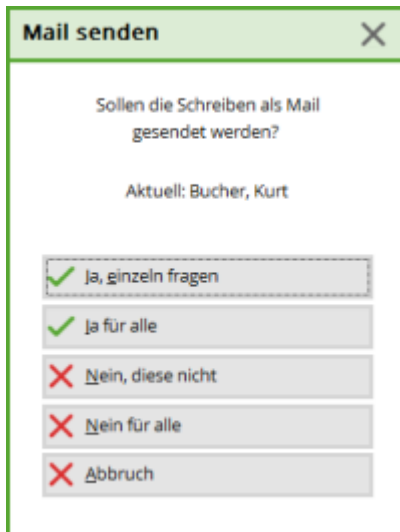 Mail senden
Sollen die Schreiben als Mail
gesendet werden?
Aktuell: Bucher, Kurt
Ja, einzeln fragen
Ja für alle
Nein, diese nicht
Nein für alle
Abbruch